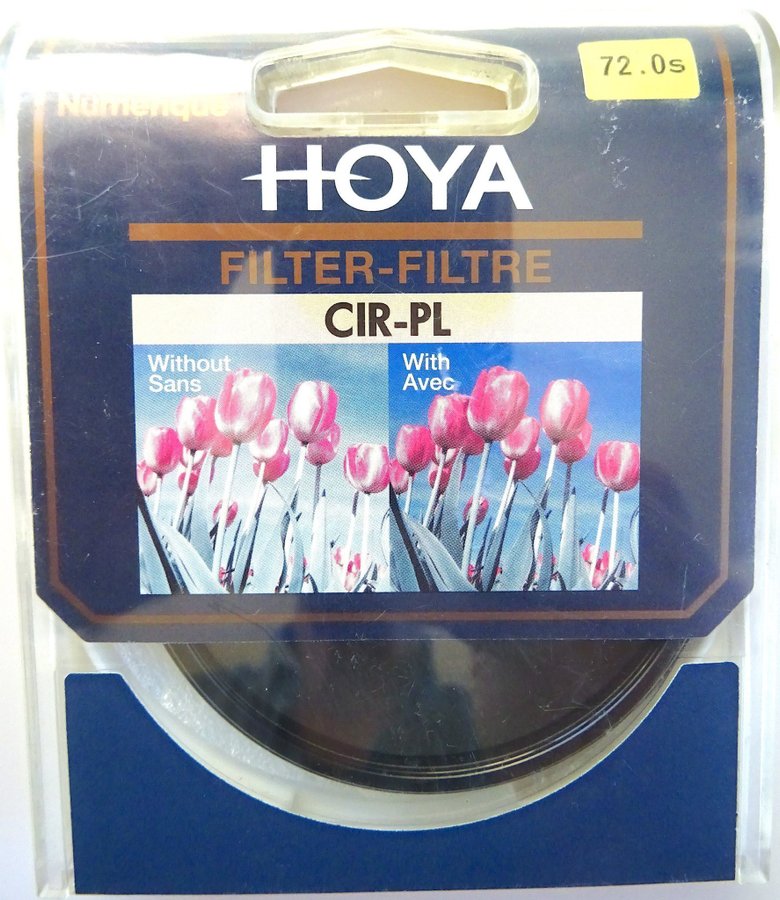 72.0s
Numérique
HOYA
FILTER-FILTRE
CIR-PL
Without
Sans
With
Avec